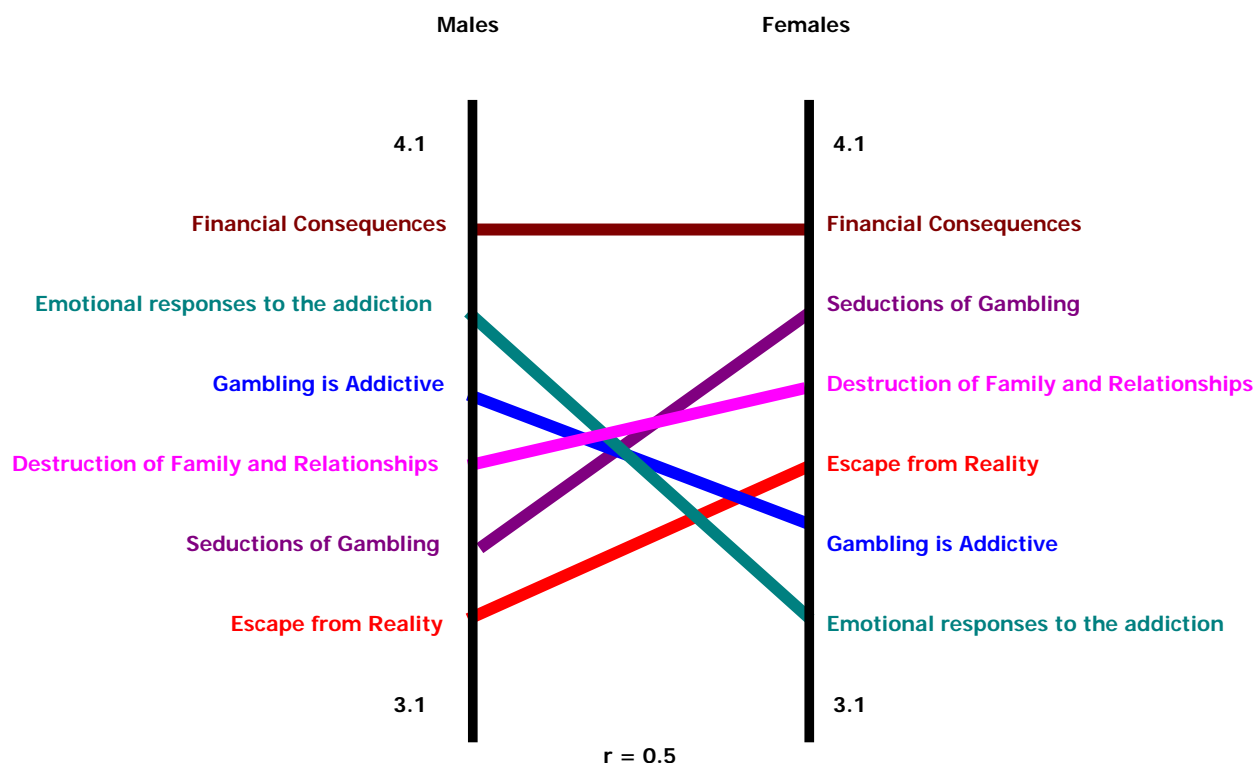 Males Females
4.1 4.1
Financial Consequences Financial Consequences
Emotional responses to the addiction Seductions of Gambling
Gambling is Addictive Destruction of Family and Relationships
Destruction of Family and Relationships Escape from Reality
Seductions of Gambling Gambling is Addictive
Escape from Reality Emotional responses to the addiction
3.1 3.1
r = 0.5